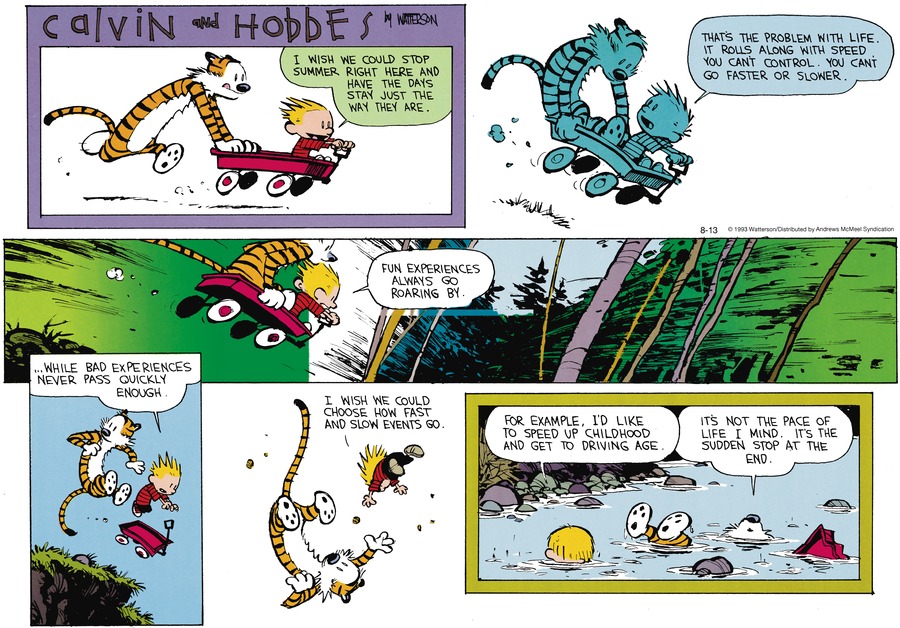 Calvin and Hobbes by Watterson
I WISH WE COULD STOP
SUMMER RIGHT HERE AND
HAVE THE DAYS
STAY JUST THE
WAY THEY ARE.
THAT'S THE PROBLEM WITH LIFE.
IT ROLLS ALONG WITH SPEED
YOU CAN'T CONTROL. YOU CAN'T
GO FASTER OR SLOWER.
8-13 © 1993 Watterson/Distributed by Andrews McMeel Syndication
FUN EXPERIENCES
ALWAYS GO
ROARING BY.
...WHILE BAD EXPERIENCES
NEVER PASS QUICKLY
ENOUGH.
I WISH WE COULD
CHOOSE HOW FAST
AND SLOW EVENTS GO.
FOR EXAMPLE, I'D LIKE
TO SPEED UP CHILDHOOD
AND GET TO DRIVING AGE.
IT'S NOT THE PACE OF
LIFE I MIND. IT'S THE
SUDDEN STOP AT THE
END.